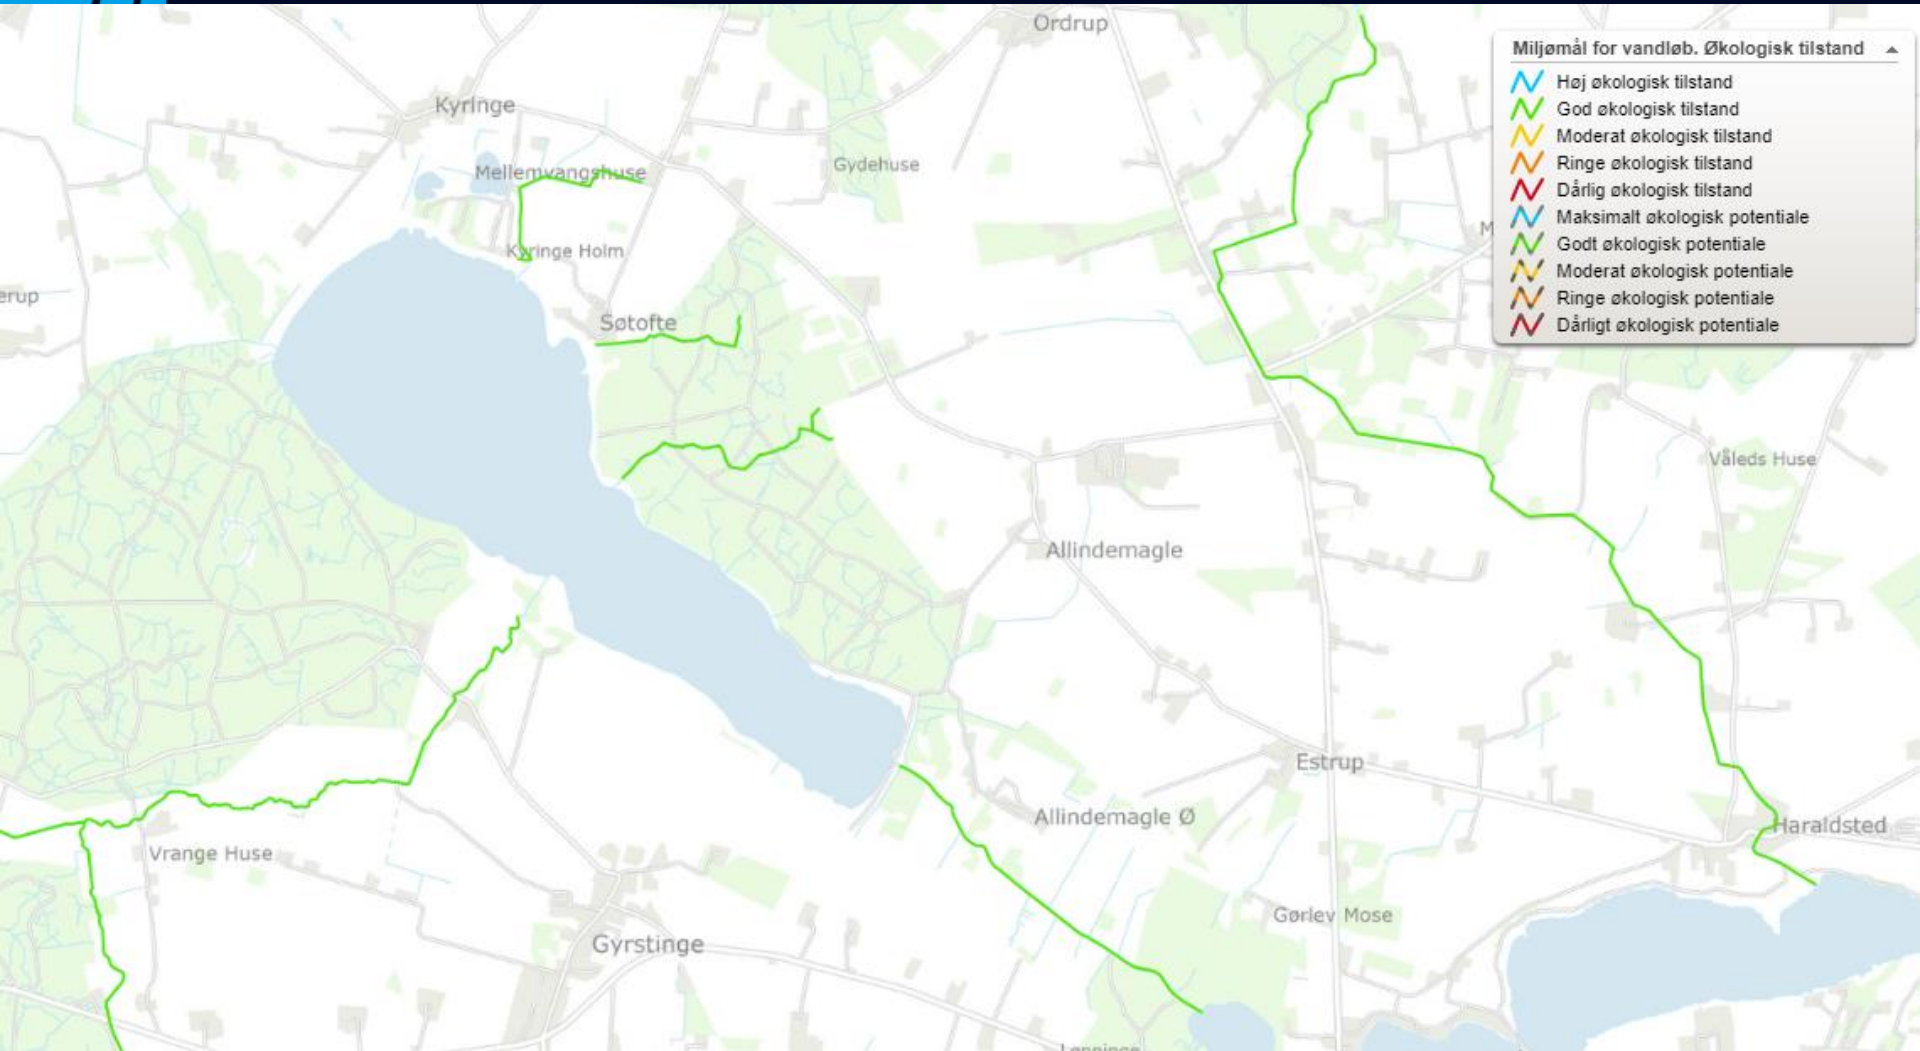 Ordrup
Miljømål for vandløb. Økologisk tilstand
Høj økologisk tilstand
God økologisk tilstand
Moderat økologisk tilstand
Ringe økologisk tilstand
Dårlig økologisk tilstand
Maksimalt økologisk potentiale
Godt økologisk potentiale
Moderat økologisk potentiale
Ringe økologisk potentiale
Dårligt økologisk potentiale
Kyringe
Mellemvangshuse
Gydehuse
Kyringe Holm
erup
Søtofte
Våleds Huse
Allindemagle
Estrup
Allindemagle Ø
Haraldsted
Vrange Huse
Gørlev Mose
Gyrstinge